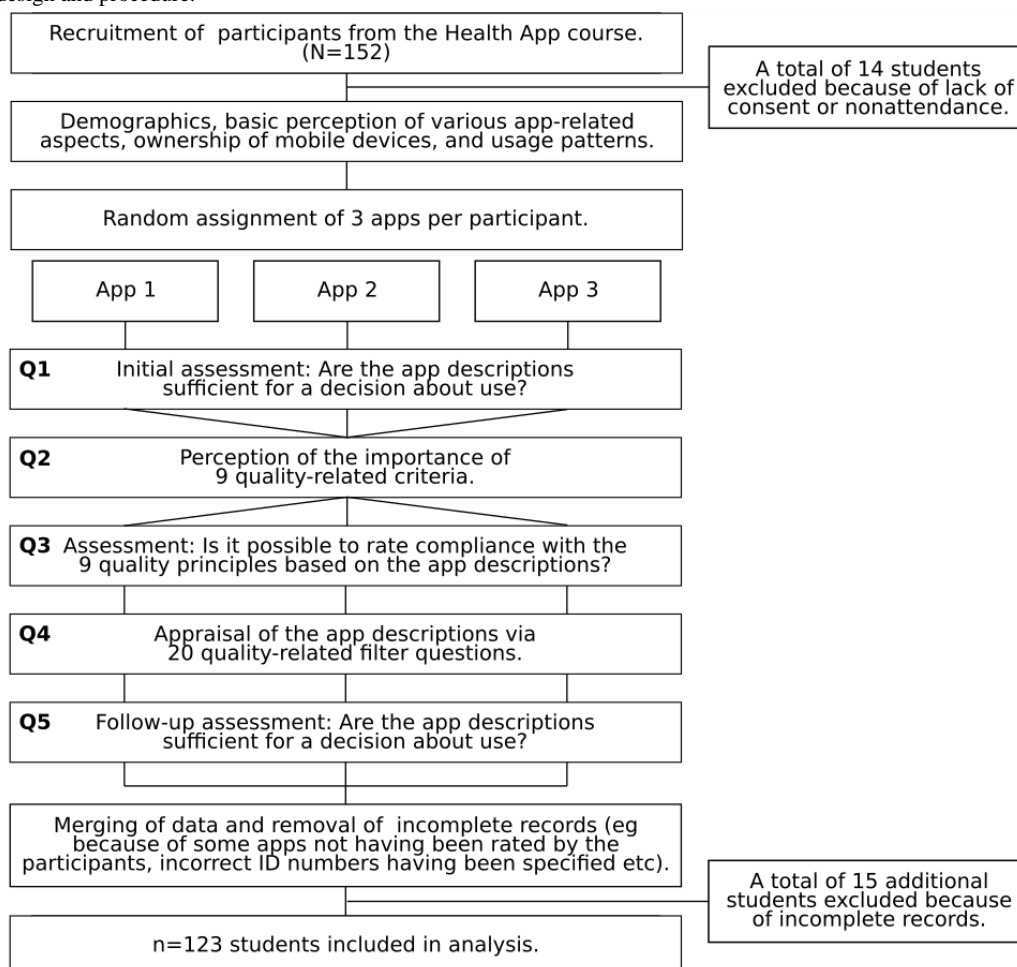 design and procedure.
Recruitment of participants from the Health App course.
(N=152)
A total of 14 students
excluded because of lack of
consent or nonattendance.
Demographics, basic perception of various app-related
aspects, ownership of mobile devices, and usage patterns.
Random assignment of 3 apps per participant.
App 1
App 2
App 3
Q1 Initial assessment: Are the app descriptions
sufficient for a decision about use?
Q2 Perception of the importance of
9 quality-related criteria.
Q3 Assessment: Is it possible to rate compliance with the
9 quality principles based on the app descriptions?
Q4 Appraisal of the app descriptions via
20 quality-related filter questions.
Q5 Follow-up assessment: Are the app descriptions
sufficient for a decision about use?
Merging of data and removal of incomplete records (eg
because of some apps not having been rated by the
participants, incorrect ID numbers having been specified etc).
A total of 15 additional
students excluded because
of incomplete records.
n=123 students included in analysis.